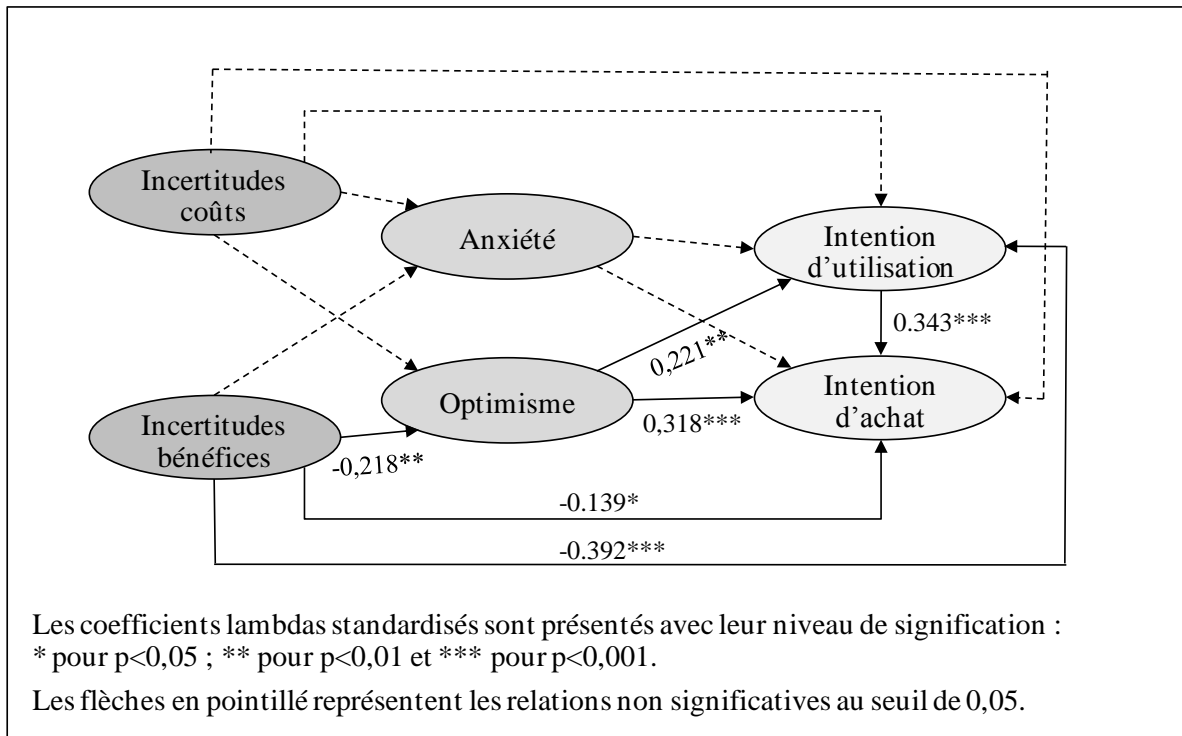 Incertitudes
coûts
Anxiété
Intention
d’utilisation
0.343***
0,221**
Optimisme
0,318***
Intention
d’achat
Incertitudes
bénéfices
-0,218**
-0.139*
-0.392***
Les coefficients lambdas standardisés sont présentés avec leur niveau de signification :
* pour p<0,05 ; ** pour p<0,01 et *** pour p<0,001.
Les flèches en pointillé représentent les relations non significatives au seuil de 0,05.